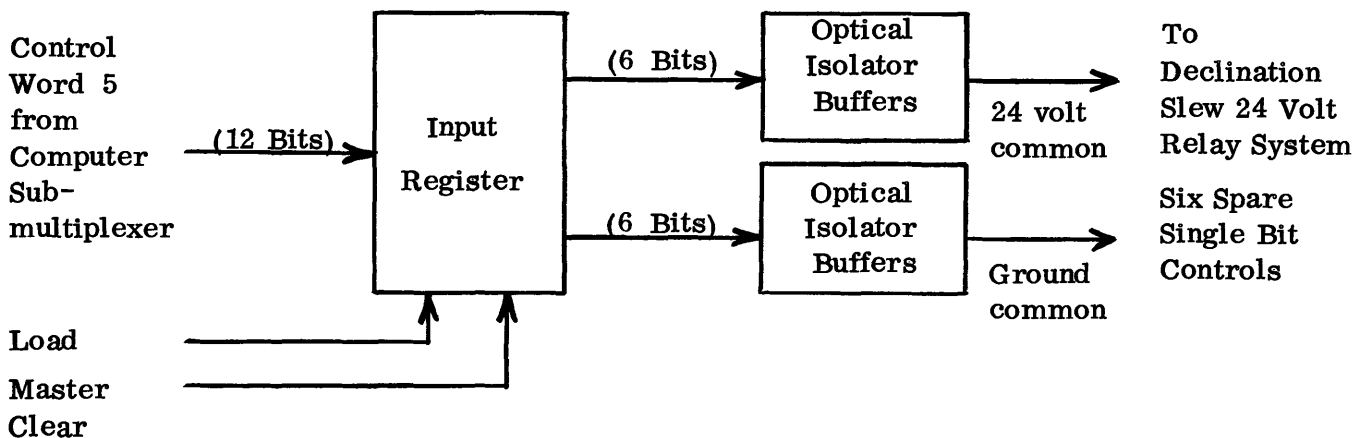 Control
Word 5
from
Computer
Sub-
multiplexer
(12 Bits)
Load
Master
Clear
Input
Register
(6 Bits)
(6 Bits)
Optical
Isolator
Buffers
24 volt
common
To
Declination
Slew 24 Volt
Relay System
Optical
Isolator
Buffers
Ground
common
Six Spare
Single Bit
Controls